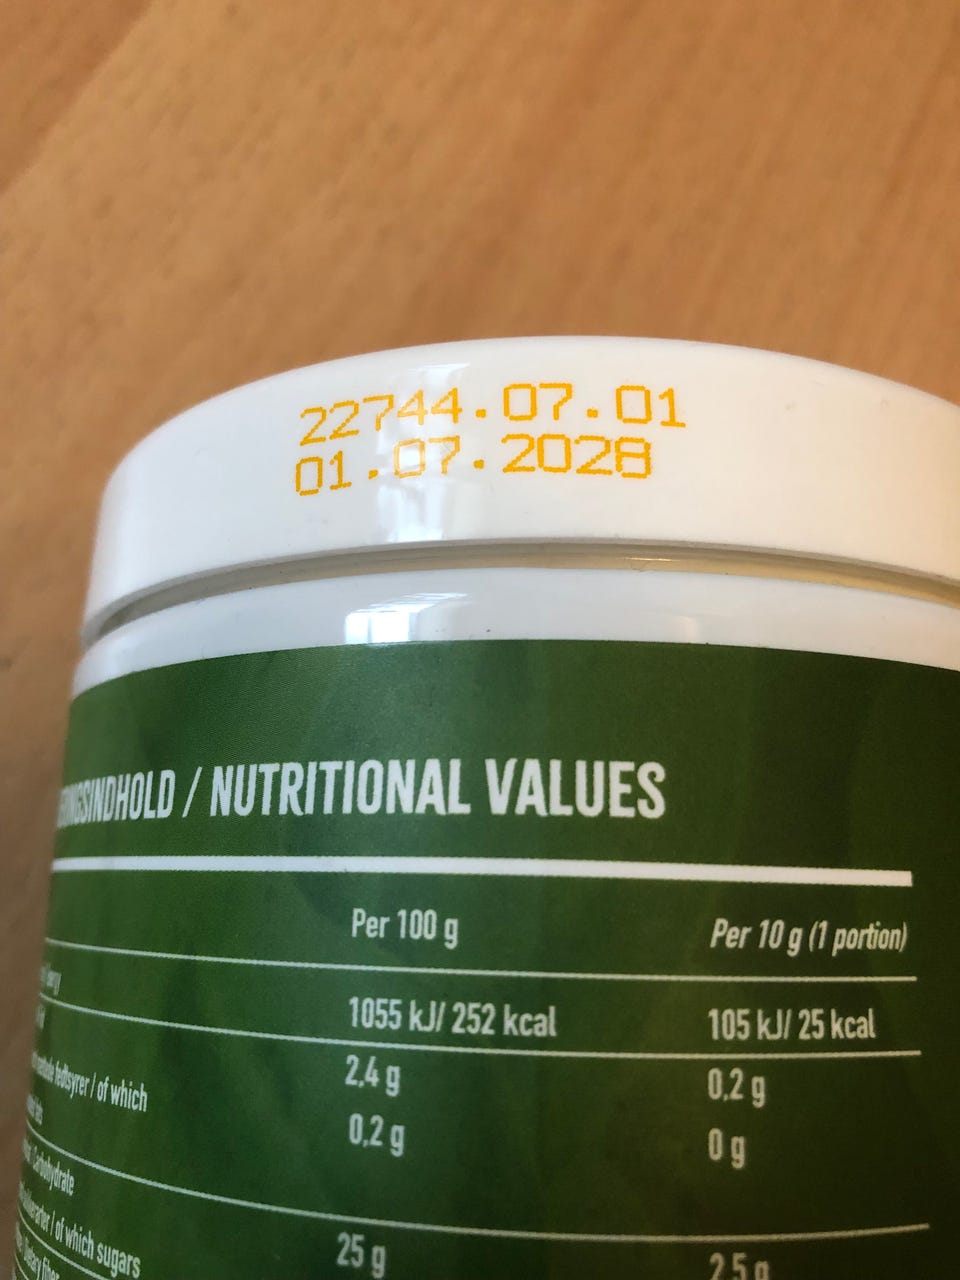 22744.07.01
01.07.2028
/ NUTRITIONAL VALUES
Per 100 g Per 10 g (1 portion)
1055 kJ/ 252 kcal 105 kJ/ 25 kcal
2,4 g 0,2 g
fedtsyrer / of which
0,2 g 0 g
Carbohydrate
/ of which sugars
25 g 2,5 g
Dietary fiber